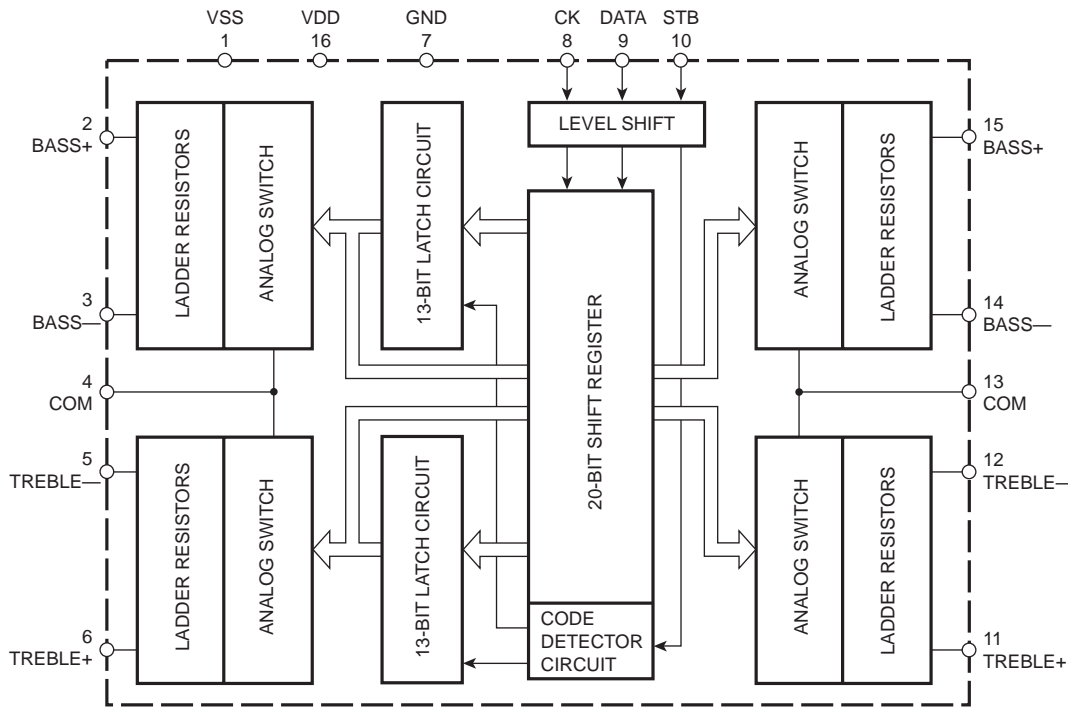 VSS
1
VDD
16
GND
7
CK
8
DATA
9
STB
10
LEVEL SHIFT
2
BASS+
3
BASS—
4
COM
5
TREBLE—
6
TREBLE+
LADDER RESISTORS
ANALOG SWITCH
13-BIT LATCH CIRCUIT
20-BIT SHIFT REGISTER
ANALOG SWITCH
LADDER RESISTORS
LADDER RESISTORS
ANALOG SWITCH
13-BIT LATCH CIRCUIT
CODE
DETECTOR
CIRCUIT
ANALOG SWITCH
LADDER RESISTORS
15
BASS+
14
BASS—
13
COM
12
TREBLE—
11
TREBLE+